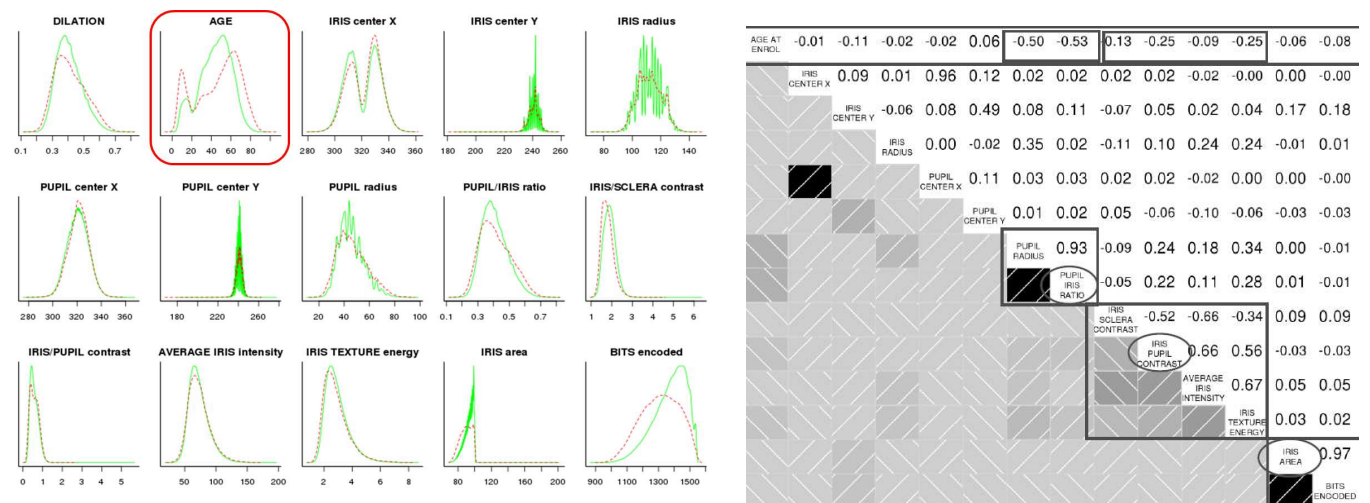 DILATION
AGE
IRIS center X
IRIS center Y
IRIS radius
0.1 0.3 0.5 0.7
0 20 40 60 80
280 300 320 340 360
180 200 220 240 260
80 100 120 140
PUPIL center X
PUPIL center Y
PUPIL radius
PUPIL/IRIS ratio
IRIS/SCLERA contrast
280 300 320 340 360
180 200 220 240 260
20 40 60 80 100
0.1 0.3 0.5 0.7
1 2 3 4 5 6
IRIS/PUPIL contrast
AVERAGE IRIS intensity
IRIS TEXTURE energy
IRIS area
BITS encoded
0 1 2 3 4 5
0 50 100 150 200
0 2 4 6 8 10
80 120 160 200
900 1100 1300 1500
AGE AT ENROL -0.01 -0.11 -0.02 -0.02 0.06 -0.50 -0.53 -0.13 -0.25 -0.09 -0.25 -0.06 -0.08
IRIS CENTER X 0.09 0.01 0.96 0.12 0.02 0.02 0.02 0.02 -0.02 -0.00 0.00 -0.00
IRIS CENTER Y -0.06 0.08 0.49 0.08 0.11 -0.07 0.05 0.02 0.04 0.17 0.18
IRIS RADIUS 0.00 -0.02 0.35 0.02 -0.11 0.10 0.24 0.24 -0.01 0.01
PUPIL CENTER X 0.11 0.03 0.03 0.02 0.02 -0.02 0.00 0.00 -0.00
PUPIL CENTER Y 0.01 0.02 0.05 -0.06 -0.10 -0.06 -0.03 -0.03
PUPIL RADIUS 0.93 -0.09 0.24 0.18 0.34 0.00 -0.01
PUPIL IRIS RATIO -0.05 0.22 0.11 0.28 0.01 -0.01
IRIS SCLERA CONTRAST -0.52 -0.66 -0.34 0.09 0.09
IRIS PUPIL CONTRAST 0.66 0.56 -0.03 -0.03
AVERAGE IRIS INTENSITY 0.67 0.05 0.05
IRIS TEXTURE ENERGY 0.03 0.02
IRIS AREA 0.97
BITS ENDODED